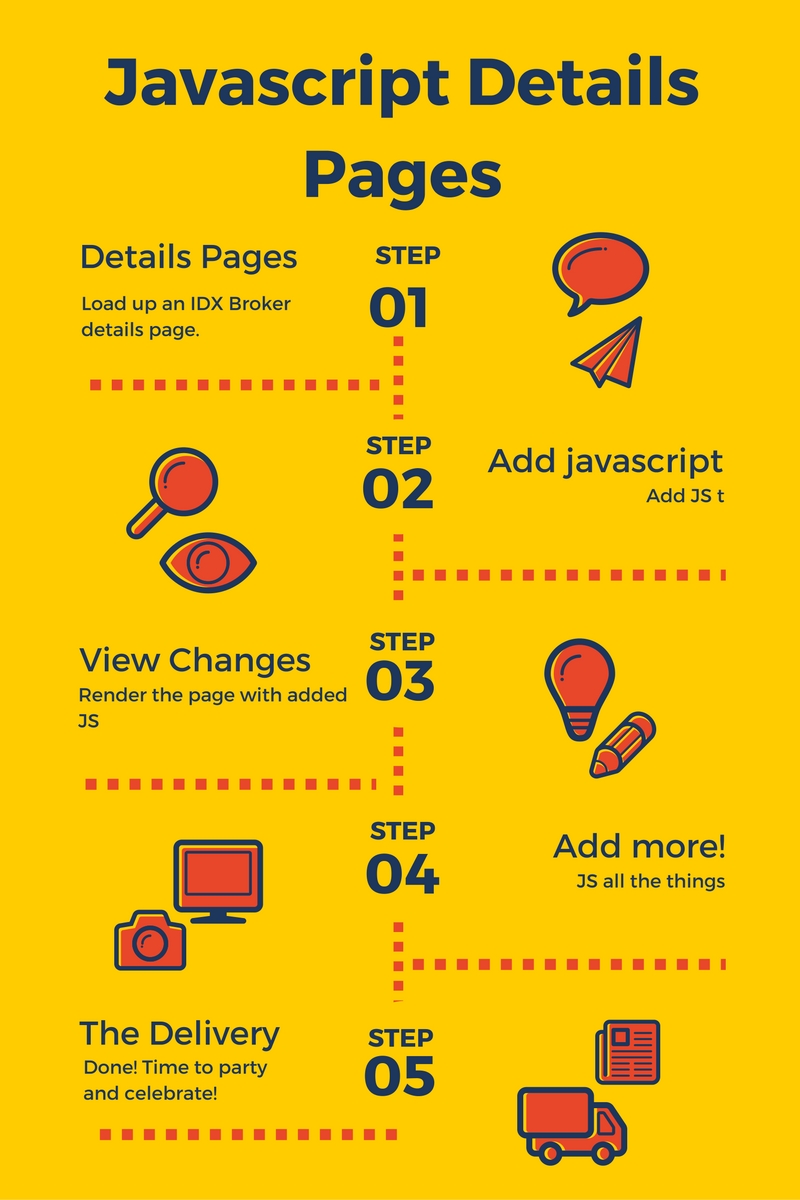 Javascript Details
Pages
Details Pages
Load up an IDX Broker
details page.
STEP
01
STEP
02
Add javascript
Add JS t
View Changes
Render the page with added
JS
STEP
03
STEP
04
Add more!
JS all the things
The Delivery
Done! Time to party
and celebrate!
STEP
05